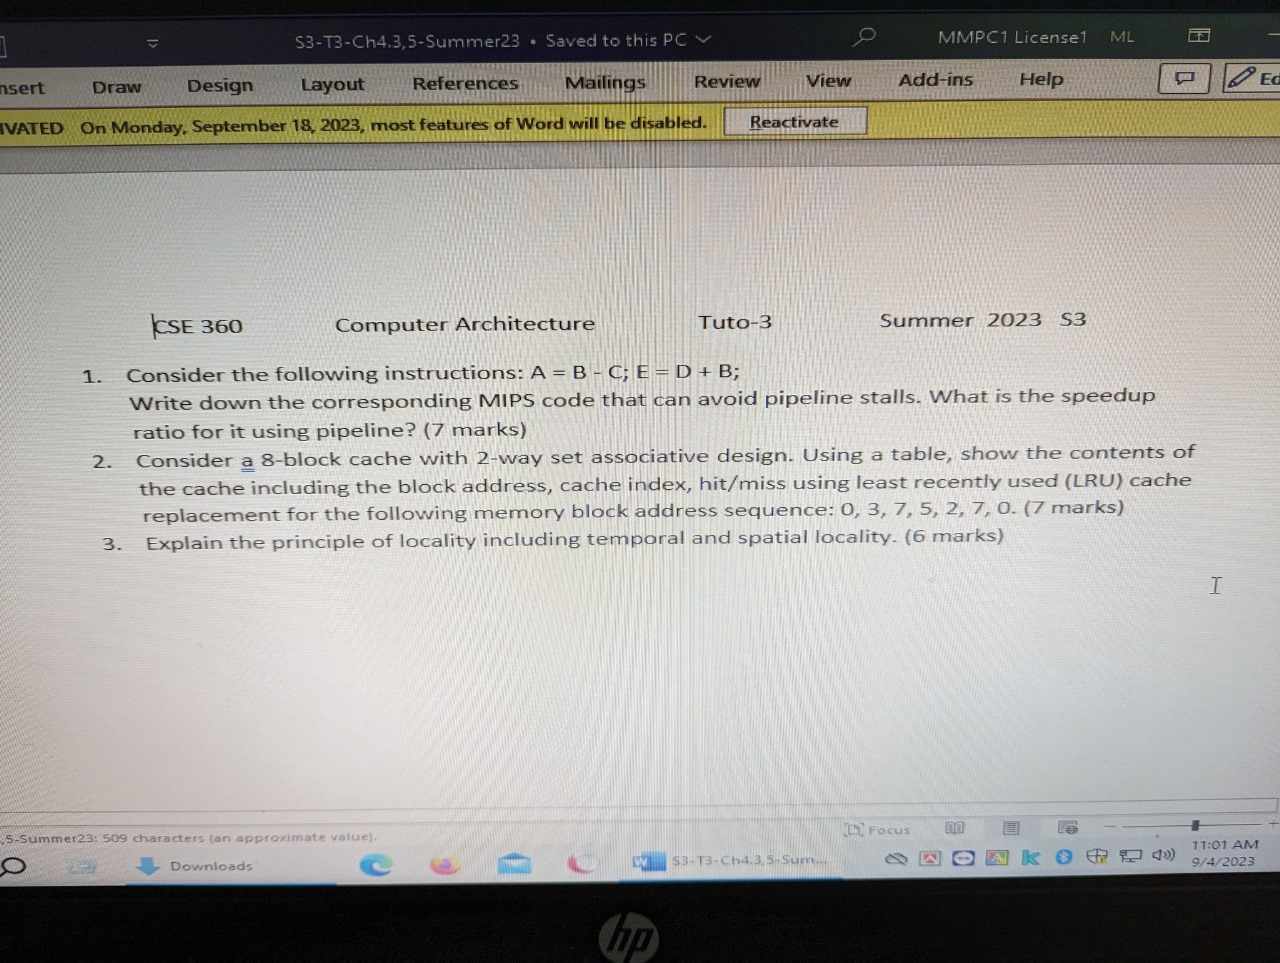 S3-T3-Ch4.3,5-Summer23 • Saved to this PC
MMPC1 License1 ML
nsert Draw Design Layout References Mailings Review View Add-ins Help Ed
IVATED On Monday, September 18, 2023, most features of Word will be disabled. Reactivate
CSE 360 Computer Architecture Tuto-3 Summer 2023 S3
1. Consider the following instructions: A = B - C; E = D + B;
Write down the corresponding MIPS code that can avoid pipeline stalls. What is the speedup
ratio for it using pipeline? (7 marks)
2. Consider a 8-block cache with 2-way set associative design. Using a table, show the contents of
the cache including the block address, cache index, hit/miss using least recently used (LRU) cache
replacement for the following memory block address sequence: 0, 3, 7, 5, 2, 7, 0. (7 marks)
3. Explain the principle of locality including temporal and spatial locality. (6 marks)
,5-Summer23: 509 characters (an approximate value).
Focus
Downloads
S3-T3-Ch4.3,5-Sum...
11:01 AM
9/4/2023
hp